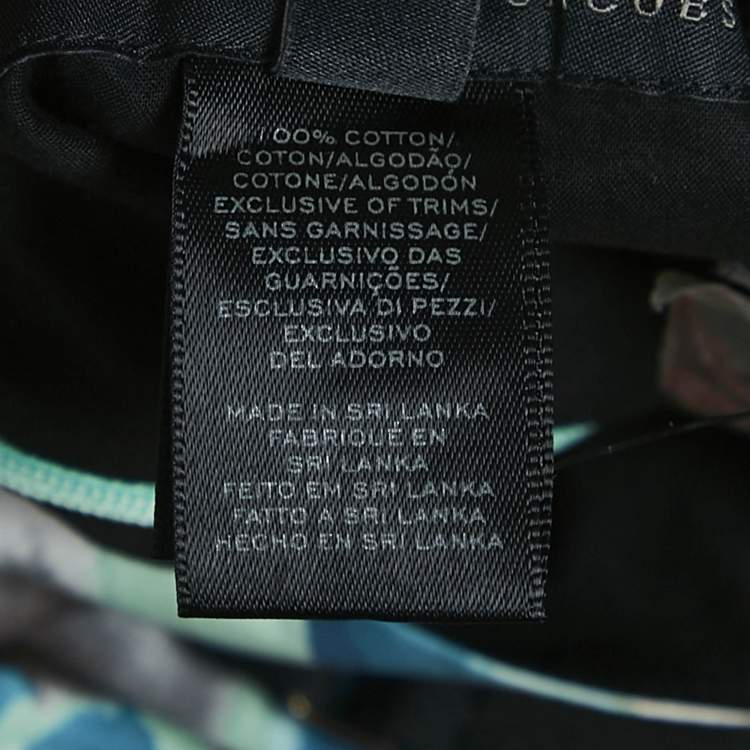 JACOBS
100% COTTON/
COTON/ALGODÃO/
COTONE/ALGODÓN
EXCLUSIVE OF TRIMS/
SANS GARNISSAGE/
EXCLUSIVO DAS
GUARNIÇÕES/
ESCLUSIVA DI PEZZI/
EXCLUSIVO
DEL ADORNO
MADE IN SRI LANKA
FABRIQUÉ EN
SRI LANKA
FEITO EM SRI LANKA
FATTO A SRI LANKA
HECHO EN SRI LANKA